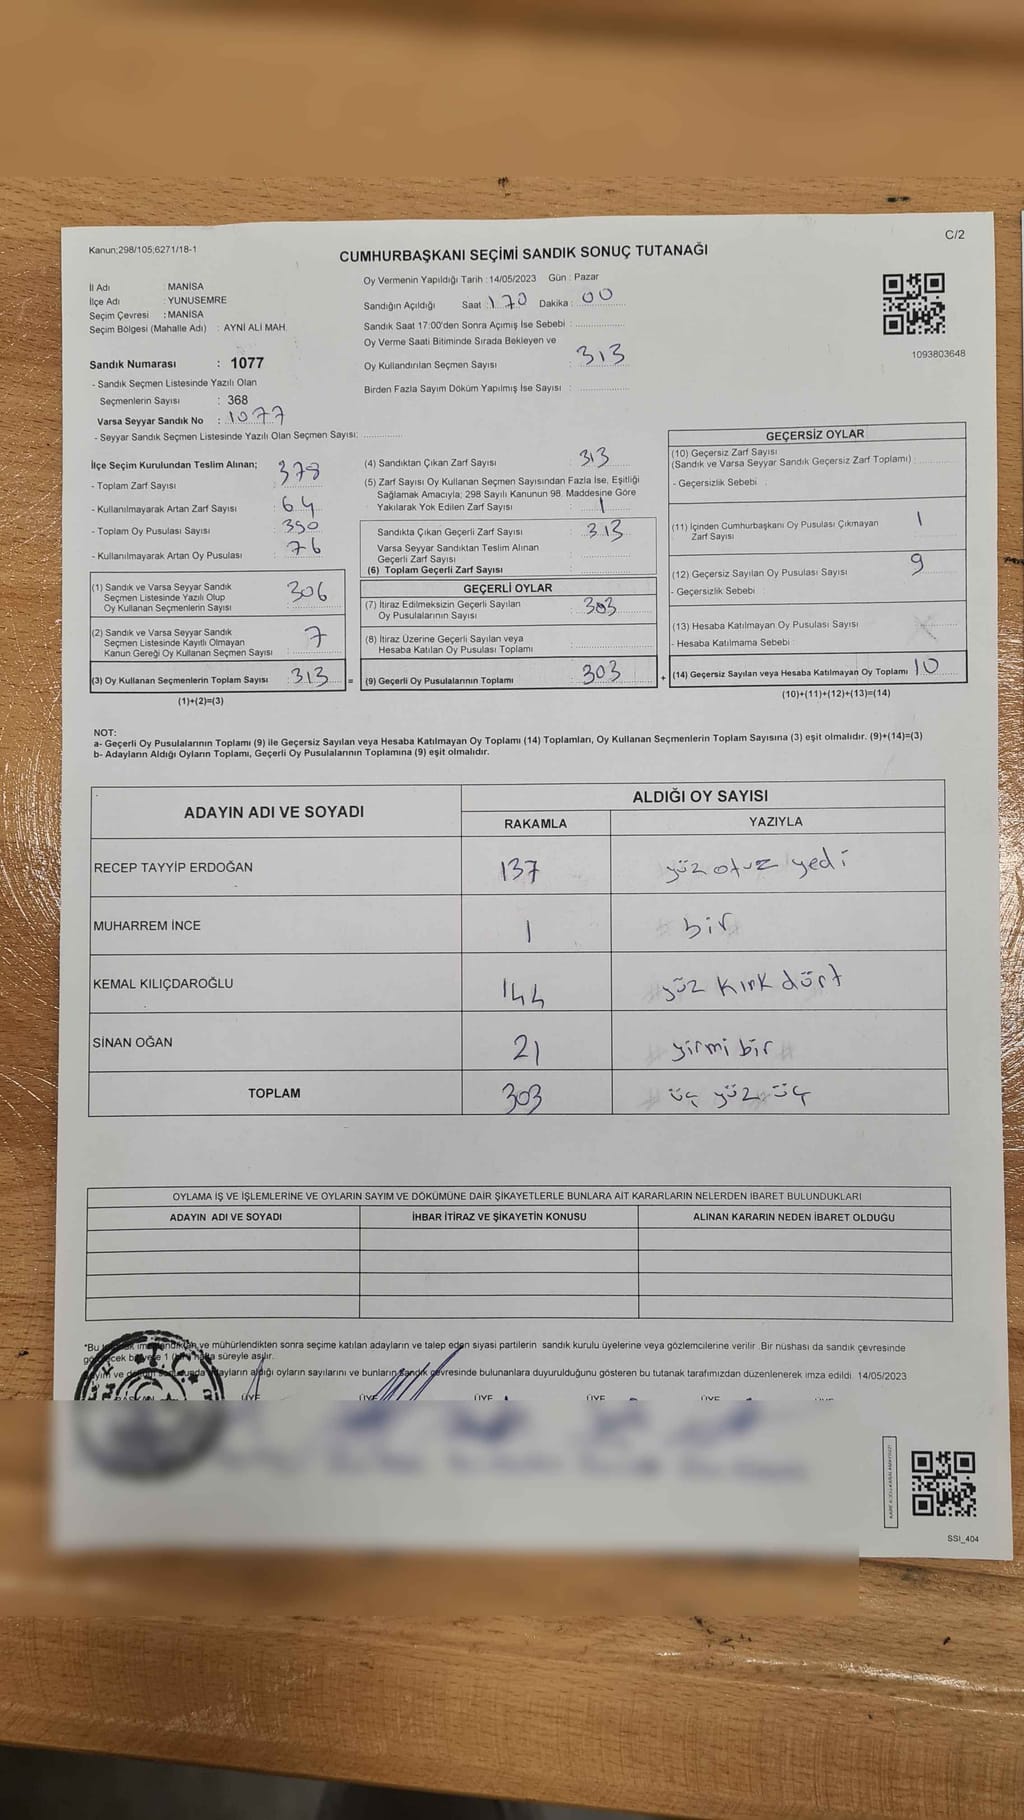 C/2
Kanun;298/105;6271/18-1
CUMHURBAŞKANI SEÇİMİ SANDIK SONUÇ TUTANAĞI
İl Adı : MANİSA
İlçe Adı : YUNUSEMRE
Seçim Çevresi : MANİSA
Seçim Bölgesi (Mahalle Adı) : AYNİ ALİ MAH.
Sandık Numarası : 1077
- Sandık Seçmen Listesinde Yazılı Olan
Seçmenlerin Sayısı : 368
Varsa Seyyar Sandık No : 1077
- Seyyar Sandık Seçmen Listesinde Yazılı Olan Seçmen Sayısı:
Oy Vermenin Yapıldığı Tarih : 14/05/2023 Gün : Pazar
Sandığın Açıldığı Saat : 170 Dakika : 00
Sandık Saat 17:00'den Sonra Açımış İse Sebebi :
Oy Verme Saati Bitiminde Sırada Bekleyen ve
Oy Kullandırılan Seçmen Sayısı : 313
Birden Fazla Sayım Döküm Yapılmış İse Sayısı :
1093803648
İlçe Seçim Kurulundan Teslim Alınan;
- Toplam Zarf Sayısı : 378
- Kullanılmayarak Artan Zarf Sayısı : 64
- Toplam Oy Pusulası Sayısı : 390
- Kullanılmayarak Artan Oy Pusulası : 76
(1) Sandık ve Varsa Seyyar Sandık
Seçmen Listesinde Yazılı Olup
Oy Kullanan Seçmenlerin Sayısı : 306
(2) Sandık ve Varsa Seyyar Sandık
Seçmen Listesinde Kayıtlı Olmayan
Kanun Gereği Oy Kullanan Seçmen Sayısı : 7
(3) Oy Kullanan Seçmenlerin Toplam Sayısı : 313 =
(1)+(2)=(3)
(4) Sandıktan Çıkan Zarf Sayısı : 313
(5) Zarf Sayısı Oy Kullanan Seçmen Sayısından Fazla İse, Eşitliği
Sağlamak Amacıyla; 298 Sayılı Kanunun 98. Maddesine Göre
Yakılarak Yok Edilen Zarf Sayısı : 1
Sandıkta Çıkan Geçerli Zarf Sayısı : 313
Varsa Seyyar Sandıktan Teslim Alınan
Geçerli Zarf Sayısı :
(6) Toplam Geçerli Zarf Sayısı :
GEÇERLİ OYLAR
(7) İtiraz Edilmeksizin Geçerli Sayılan
Oy Pusulalarının Sayısı : 303
(8) İtiraz Üzerine Geçerli Sayılan veya
Hesaba Katılan Oy Pusulası Toplamı :
(9) Geçerli Oy Pusulalarının Toplamı : 303 +
GEÇERSİZ OYLAR
(10) Geçersiz Zarf Sayısı
(Sandık ve Varsa Seyyar Sandık Geçersiz Zarf Toplamı) :
- Geçersizlik Sebebi :
(11) İçinden Cumhurbaşkanı Oy Pusulası Çıkmayan
Zarf Sayısı : 1
(12) Geçersiz Sayılan Oy Pusulası Sayısı : 9
- Geçersizlik Sebebi :
(13) Hesaba Katılmayan Oy Pusulası Sayısı :
- Hesaba Katılmama Sebebi :
(14) Geçersiz Sayılan veya Hesaba Katılmayan Oy Toplamı : 10
(10)+(11)+(12)+(13)=(14)
NOT:
a- Geçerli Oy Pusulalarının Toplamı (9) ile Geçersiz Sayılan veya Hesaba Katılmayan Oy Toplamı (14) Toplamları, Oy Kullanan Seçmenlerin Toplam Sayısına (3) eşit olmalıdır. (9)+(14)=(3)
b- Adayların Aldığı Oyların Toplamı, Geçerli Oy Pusulalarının Toplamına (9) eşit olmalıdır.
ADAYIN ADI VE SOYADI ALDIĞI OY SAYISI
RAKAMLA YAZIYLA
RECEP TAYYİP ERDOĞAN 137 yüz otuz yedi
MUHARREM İNCE 1 bir
KEMAL KILIÇDAROĞLU 144 yüz kırk dört
SİNAN OĞAN 21 yirmi bir
TOPLAM 303 üç yüz üç
OYLAMA İŞ VE İŞLEMLERİNE VE OYLARIN SAYIM VE DÖKÜMÜNE DAİR ŞİKAYETLERLE BUNLARA AİT KARARLARIN NELERDEN İBARET BULUNDUKLARI
ADAYIN ADI VE SOYADI İHBAR İTİRAZ VE ŞİKAYETİN KONUSU ALINAN KARARIN NEDEN İBARET OLDUĞU
*Bu ve mühürlendikten sonra seçime katılan adayların ve talep eden siyasi partilerin sandık kurulu üyelerine veya gözlemcilerine verilir .Bir nüshası da sandık çevresinde
süreyle asılır.
adayların aldığı oyların sayılarını ve bunların sandık çevresinde bulunanlara duyurulduğunu gösteren bu tutanak tarafımızdan düzenlenerek imza edildi. 14/05/2023
BAŞKAN ÜYE ÜYE ÜYE ÜYE ÜYE
SSI_404